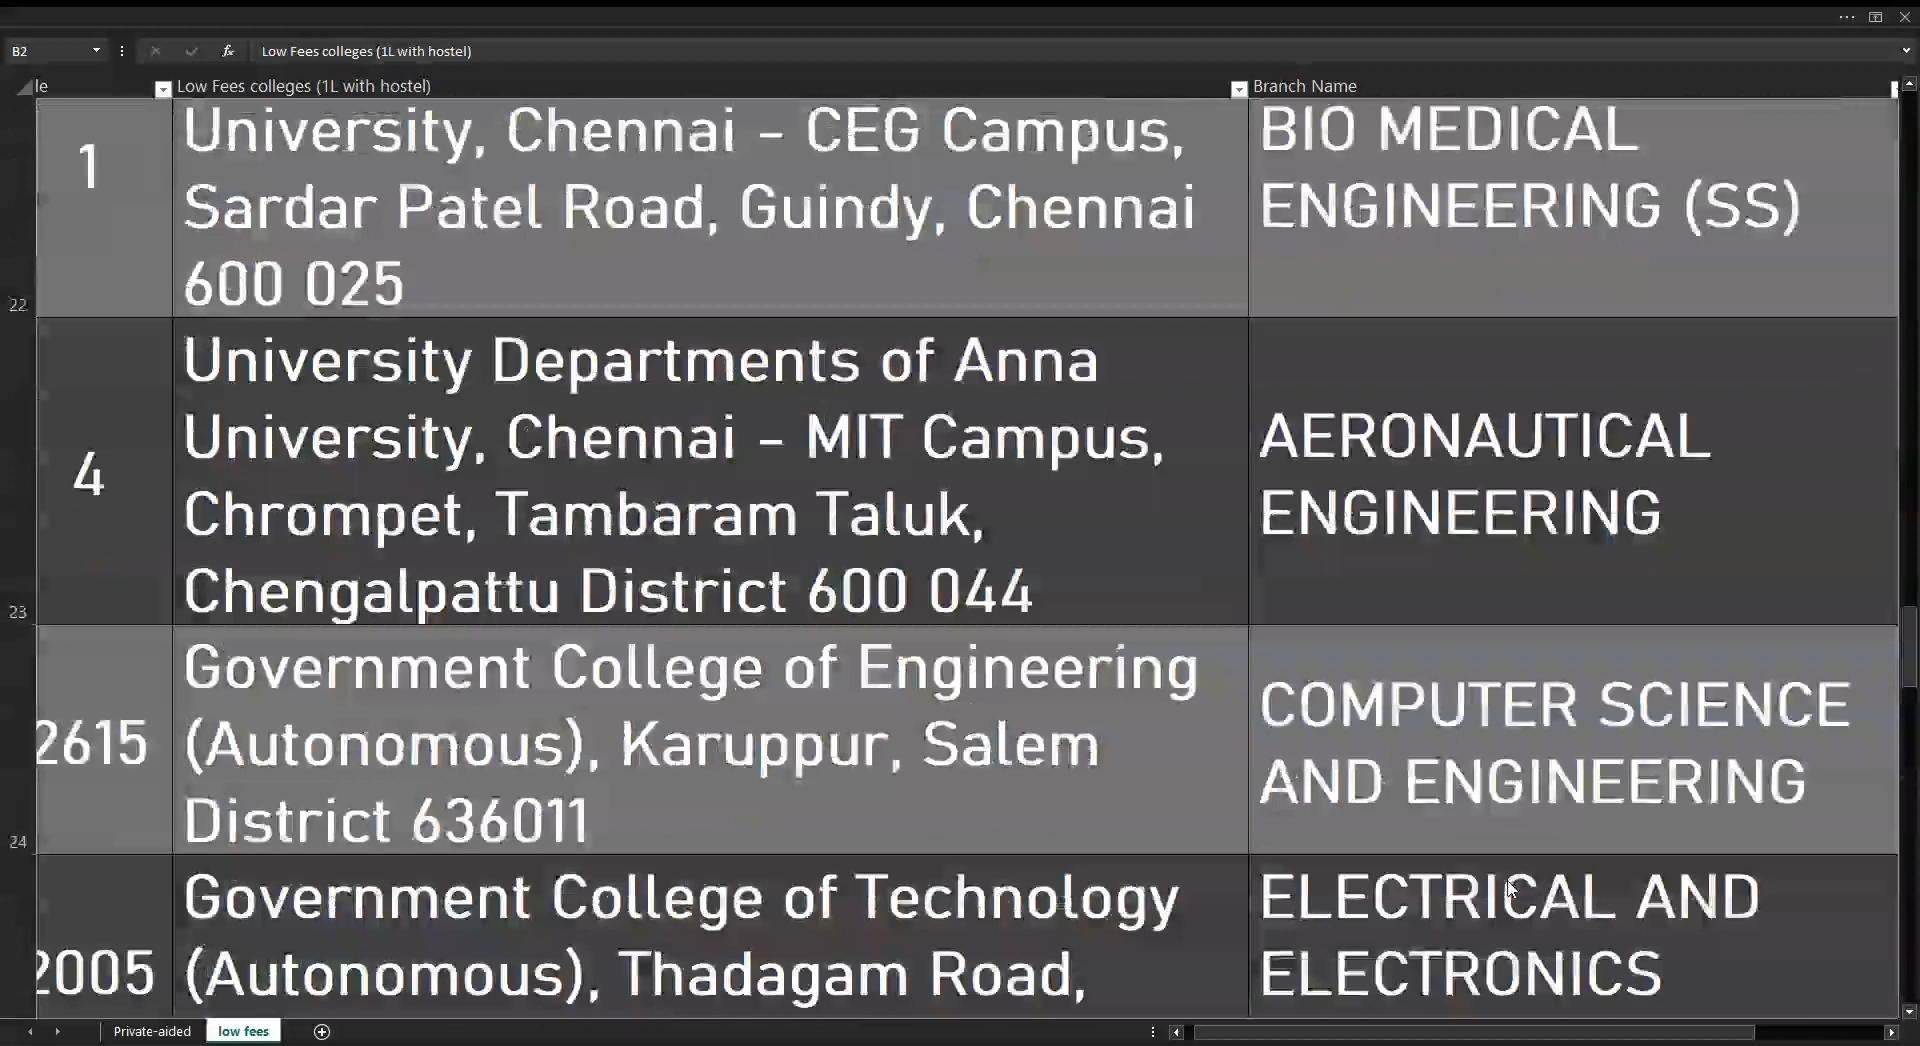 B2
fx
Low Fees colleges (1L with hostel)
le
Low Fees colleges (1L with hostel)
Branch Name
22
1
University, Chennai – CEG Campus,
Sardar Patel Road, Guindy, Chennai
600 025
BIO MEDICAL
ENGINEERING (SS)
23
4
University Departments of Anna
University, Chennai – MIT Campus,
Chrompet, Tambaram Taluk,
Chengalpattu District 600 044
AERONAUTICAL
ENGINEERING
24
2615
Government College of Engineering
(Autonomous), Karuppur, Salem
District 636011
COMPUTER SCIENCE
AND ENGINEERING
2005
Government College of Technology
(Autonomous), Thadagam Road,
ELECTRICAL AND
ELECTRONICS
Private-aided
low fees